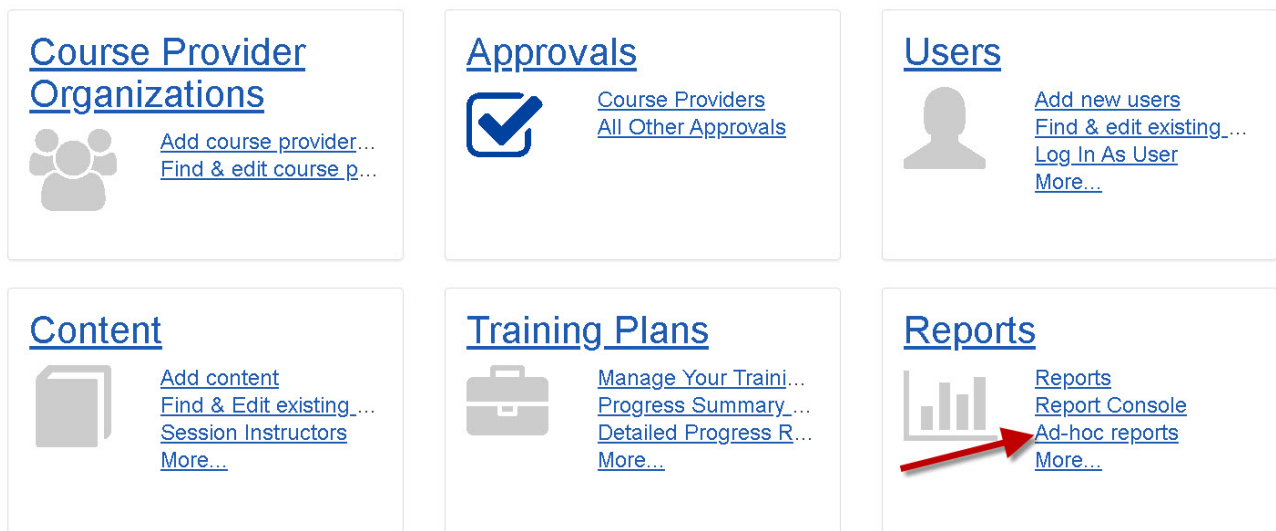 Course Provider
Organizations
Add course provider...
Find & edit course p...
Approvals
Course Providers
All Other Approvals
Users
Add new users
Find & edit existing ...
Log In As User
More...
Content
Add content
Find & Edit existing ...
Session Instructors
More...
Training Plans
Manage Your Traini...
Progress Summary ...
Detailed Progress R...
More...
Reports
Reports
Report Console
Ad-hoc reports
More...